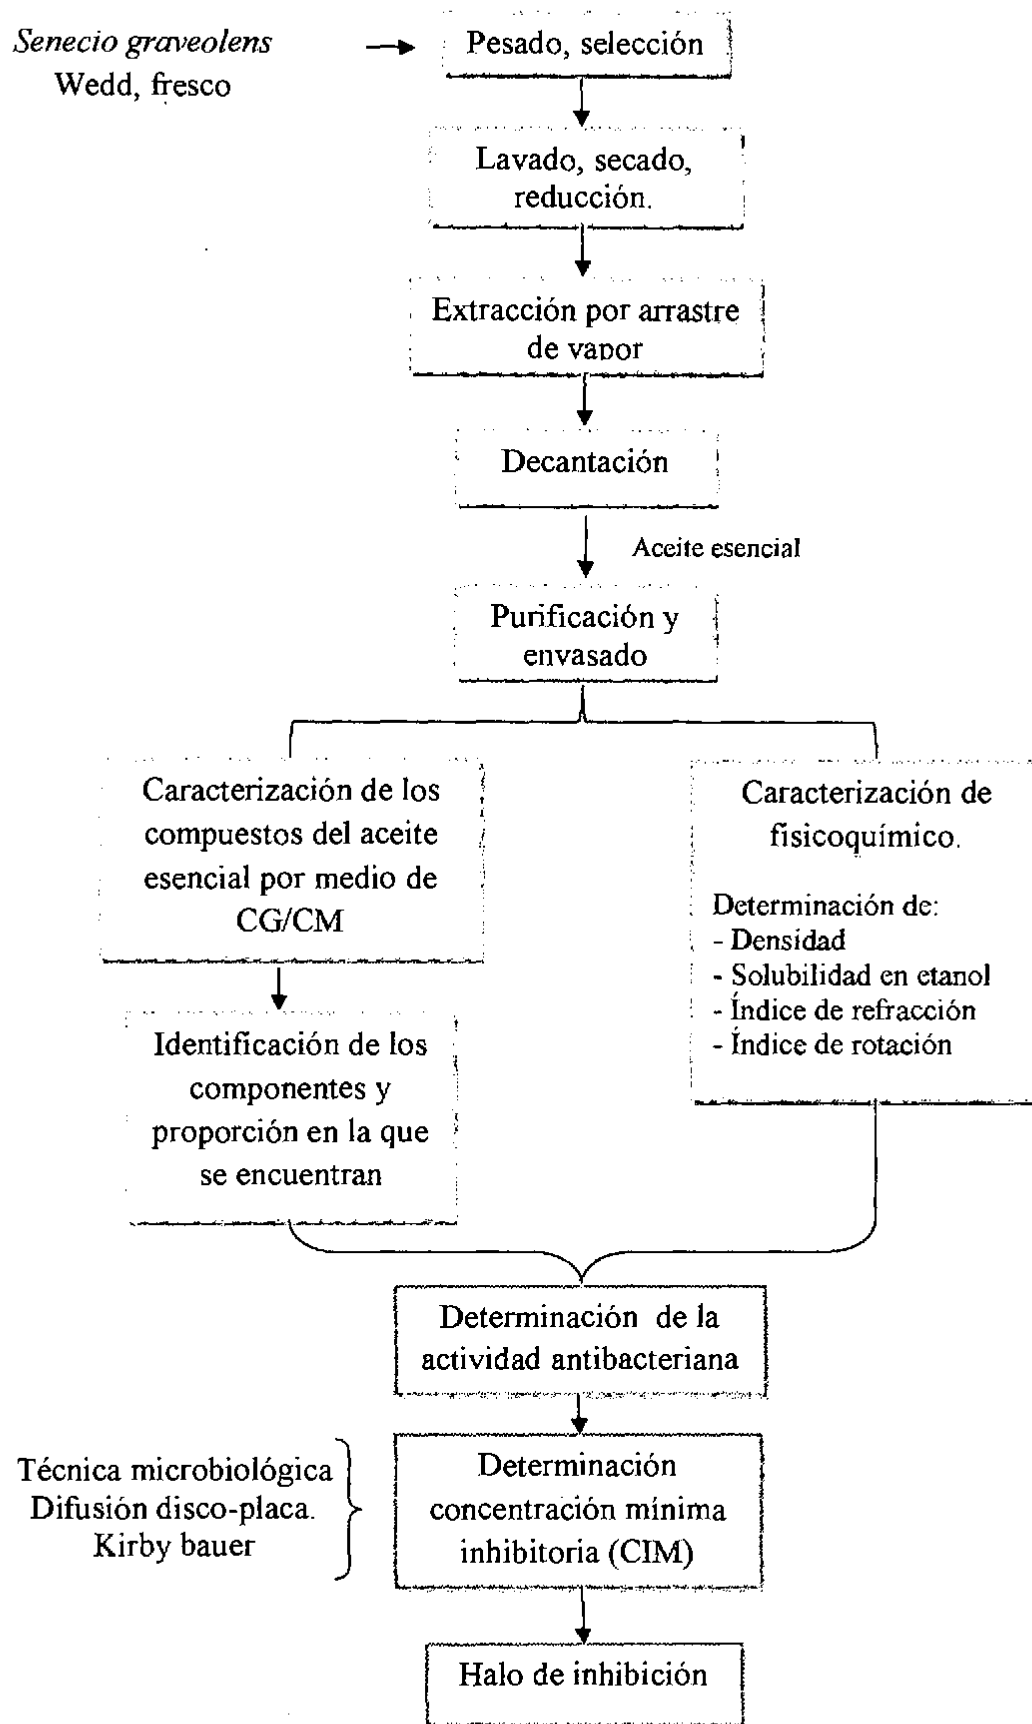 Senecio graveolens
Wedd, fresco
Pesado, selección
Lavado, secado,
reducción.
Extracción por arrastre
de vapor
Decantación
Aceite esencial
Purificación y
envasado
Caracterización de los
compuestos del aceite
esencial por medio de
CG/CM
Identificación de los
componentes y
proporción en la que
se encuentran
Caracterización de
fisicoquímico.
Determinación de:
- Densidad
- Solubilidad en etanol
- Índice de refracción
- Índice de rotación
Determinación de la
actividad antibacteriana
Técnica microbiológica
Difusión disco-placa.
Kirby bauer
Determinación
concentración mínima
inhibitoria (CIM)
Halo de inhibición